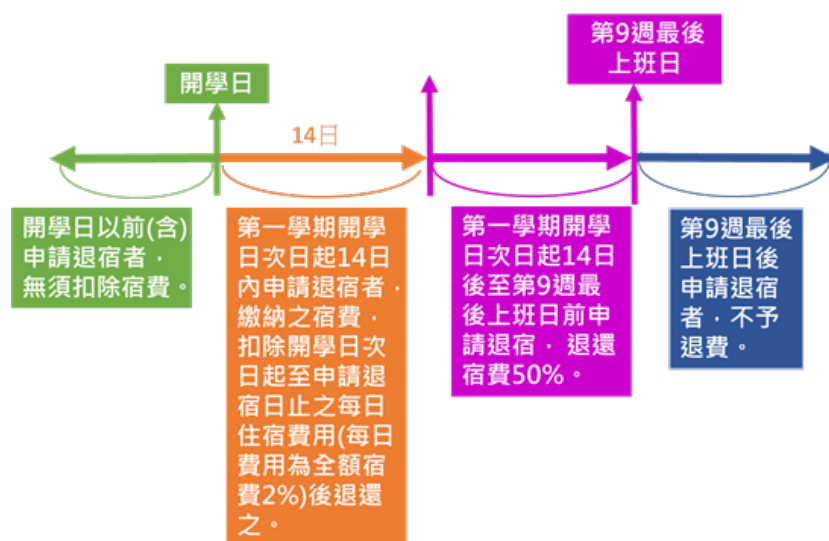 開學日
14日
第9週最後
上班日
開學日以前(含)
申請退宿者，
無須扣除宿費。
第一學期開學
日次日起14日
內申請退宿者，
繳納之宿費，
扣除開學日次
日起至申請退
宿日止之每日
住宿費用(每日
費用為全額宿
費2%)後退還
之。
第一學期開學
日次日起14日
後至第9週最
後上班日前申
請退宿，退還
宿費50%。
第9週最後
上班日後
申請退宿
者，不予
退費。